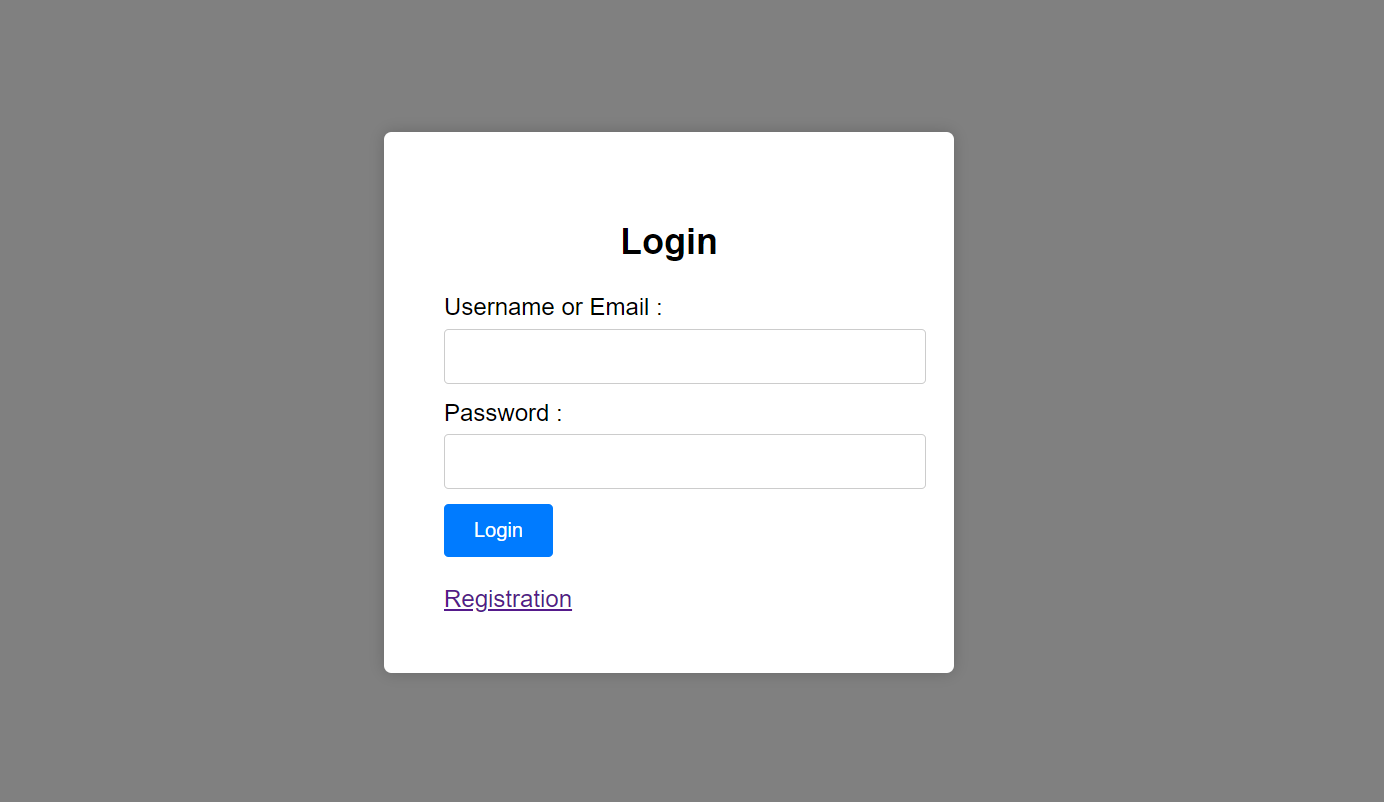 Login
Username or Email :
Password :
Login
Registration